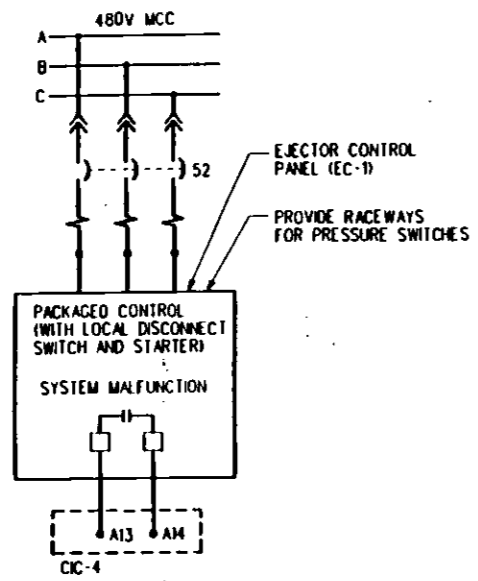 480V MCC
A
B
C
52
EJECTOR CONTROL
PANEL (EC-1)
PROVIDE RACEWAYS
FOR PRESSURE SWITCHES
PACKAGED CONTROL
(WITH LOCAL DISCONNECT
SWITCH AND STARTER)
SYSTEM MALFUNCTION
A13
A14
CIC-4